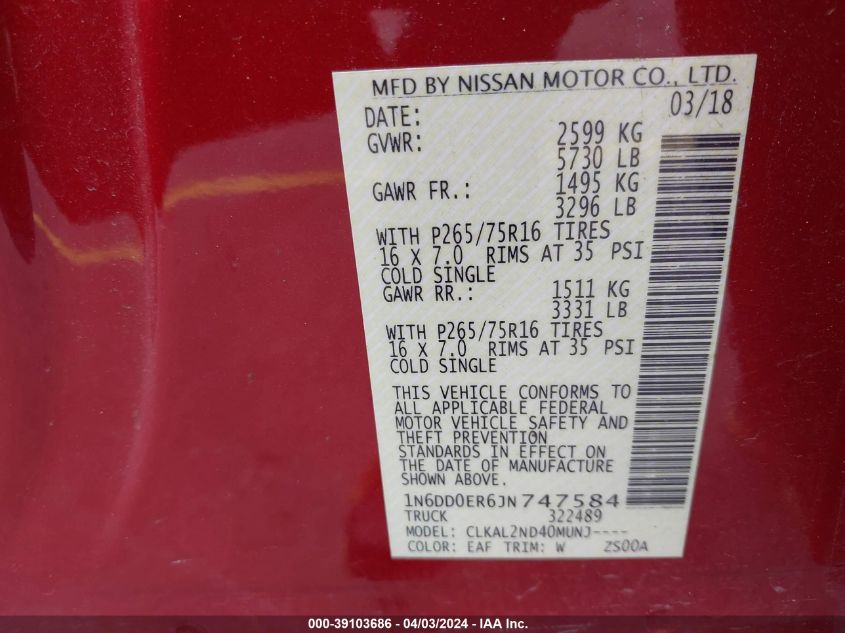 MFD BY NISSAN MOTOR CO., LTD.
DATE: 03/18
GVWR: 2599 KG
5730 LB
GAWR FR.: 1495 KG
3296 LB
WITH P265/75R16 TIRES
16 X 7.0 RIMS AT 35 PSI
COLD SINGLE
GAWR RR.: 1511 KG
3331 LB
WITH P265/75R16 TIRES
16 X 7.0 RIMS AT 35 PSI
COLD SINGLE
THIS VEHICLE CONFORMS TO
ALL APPLICABLE FEDERAL
MOTOR VEHICLE SAFETY AND
THEFT PREVENTION
STANDARDS IN EFFECT ON
THE DATE OF MANUFACTURE
SHOWN ABOVE.
1N6DD0ER6JN747584
TRUCK 322489
MODEL: CLKAL2ND40MUNJ----
COLOR: EAF TRIM: W ZS00A
000-39103686 - 04/03/2024 - IAA Inc.